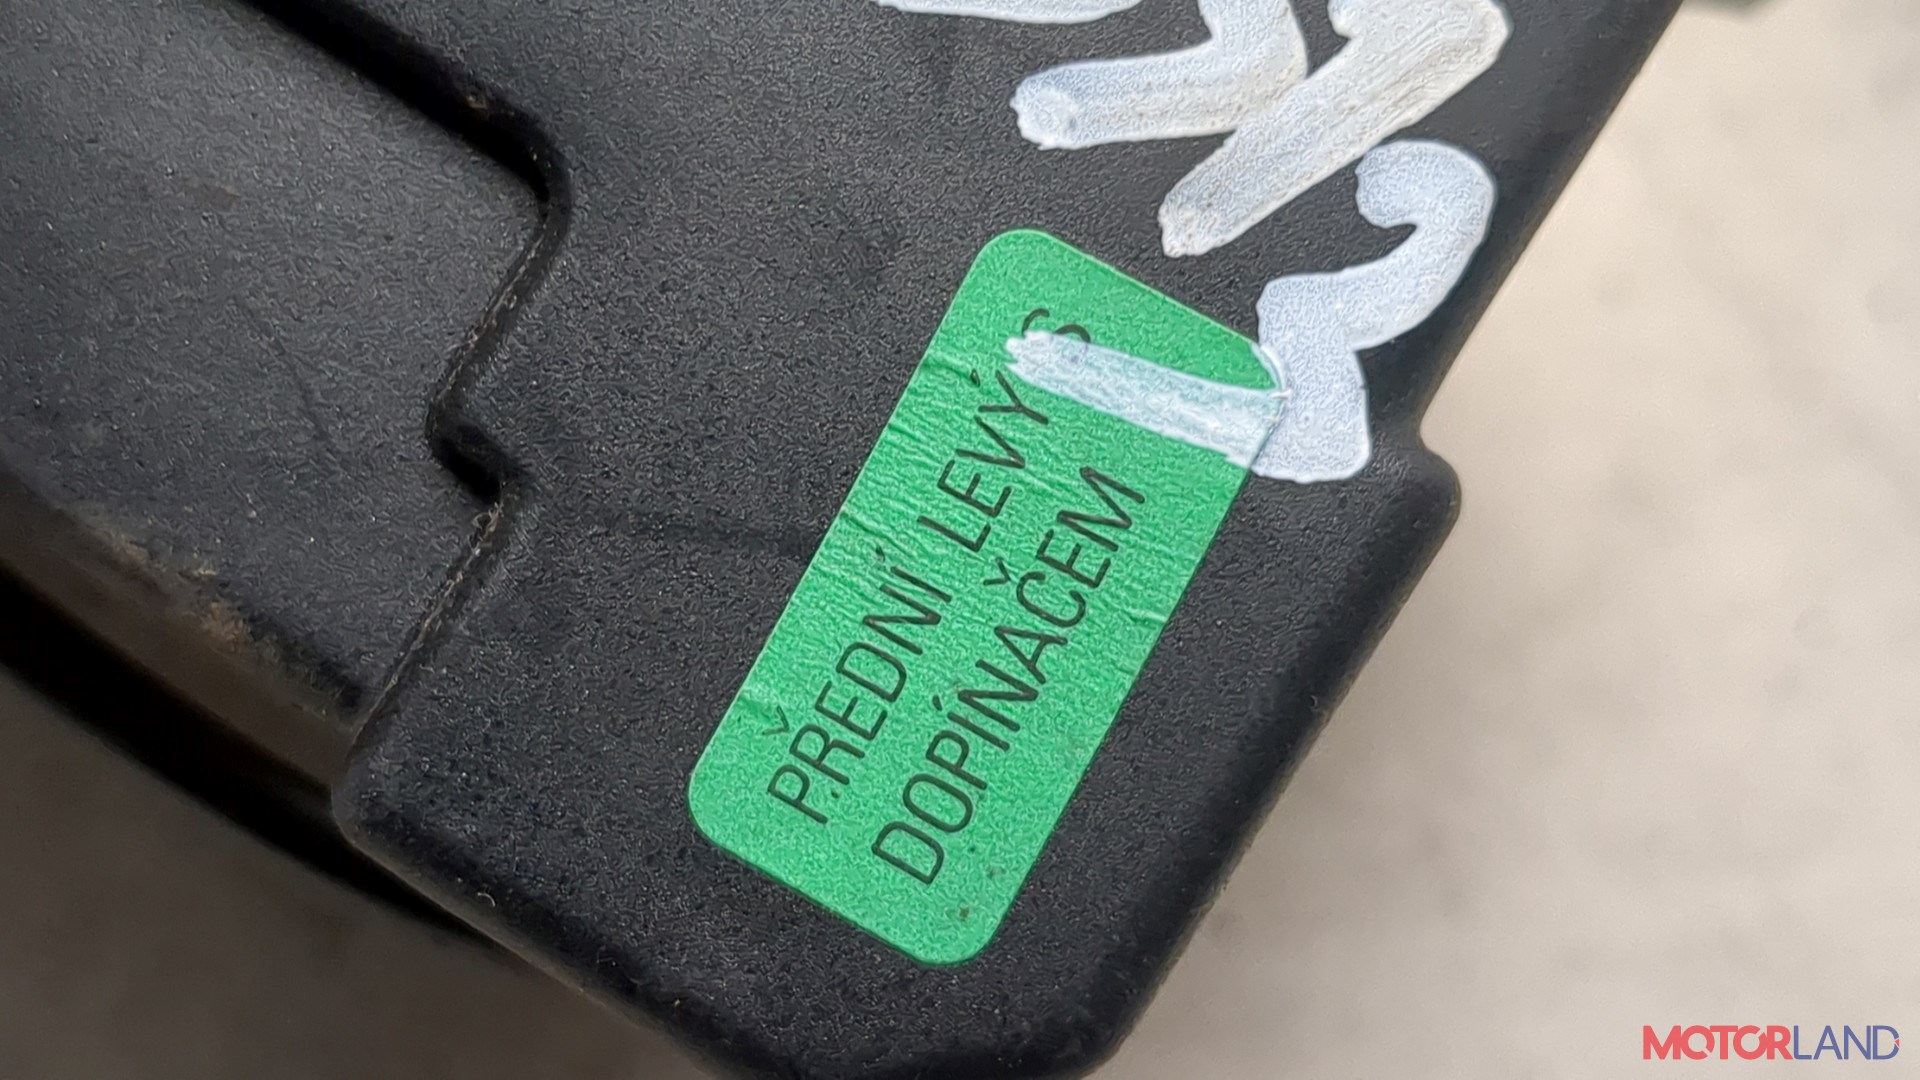 PŘEDNÍ LEVÝ S
DOPÍNAČEM
MOTORLAND